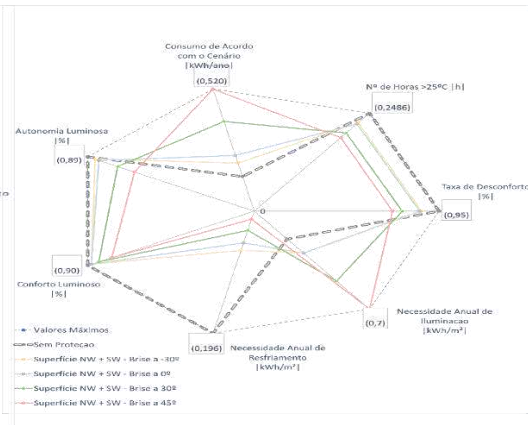 Consumo de Acordo
com o Cenário
|kWh/ano|
(0,520)
Nº de Horas >25ºC |h|
(0,2486)
Autonomia Luminosa
|%|
(0,89)
Taxa de Desconforto
|%|
(0,95)
0
(0,90)
Conforto Luminoso
|%|
Necessidade Anual de
Iluminacao
|kWh/m²|
(0,7)
(0,196)
Necessidade Anual de
Resfriamento
|kWh/m²|
Valores Máximos
Sem Proteção
Superfície NW + SW - Brise a -30º
Superfície NW + SW - Brise a 0º
Superfície NW + SW - Brise a 30º
Superfície NW + SW - Brise a 45º